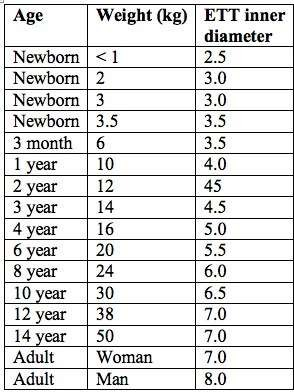 Age Weight (kg) ETT inner
diameter
Newborn < 1 2.5
Newborn 2 3.0
Newborn 3 3.0
Newborn 3.5 3.5
3 month 6 3.5
1 year 10 4.0
2 year 12 45
3 year 14 4.5
4 year 16 5.0
6 year 20 5.5
8 year 24 6.0
10 year 30 6.5
12 year 38 7.0
14 year 50 7.0
Adult Woman 7.0
Adult Man 8.0